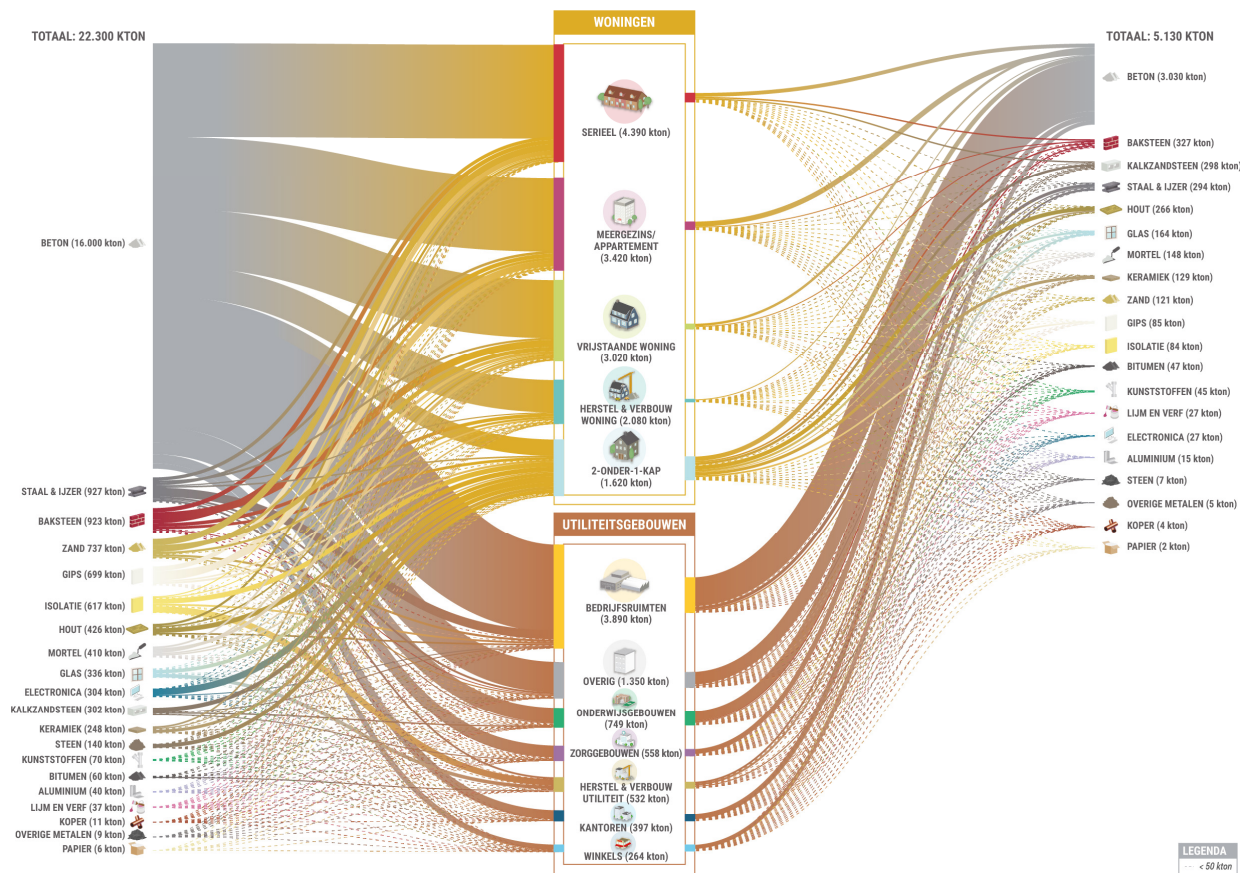 TOTAAL: 22.300 KTON
BETON (16.000 kton)
STAAL & IJZER (927 kton)
BAKSTEEN (923 kton)
ZAND 737 kton)
GIPS (699 kton)
ISOLATIE (617 kton)
HOUT (426 kton)
MORTEL (410 kton)
GLAS (336 kton)
ELECTRONICA (304 kton)
KALKZANDSTEEN (302 kton)
KERAMIEK (248 kton)
STEEN (140 kton)
KUNSTSTOFFEN (70 kton)
BITUMEN (60 kton)
ALUMINIUM (40 kton)
LIJM EN VERF (37 kton)
KOPER (11 kton)
OVERIGE METALEN (9 kton)
PAPIER (6 kton)
WONINGEN
SERIEEL (4.390 kton)
MEERGEZINS/
APPARTEMENT
(3.420 kton)
VRIJSTAANDE WONING
(3.020 kton)
HERSTEL & VERBOUW
WONING (2.080 kton)
2-ONDER-1-KAP
(1.620 kton)
UTILITEITSGEBOUWEN
BEDRIJFSRUIMTEN
(3.890 kton)
OVERIG (1.350 kton)
ONDERWIJSGEBOUWEN
(749 kton)
ZORGGEBOUWEN (558 kton)
HERSTEL & VERBOUW
UTILITEIT (532 kton)
KANTOREN (397 kton)
WINKELS (264 kton)
TOTAAL: 5.130 KTON
BETON (3.030 kton)
BAKSTEEN (327 kton)
KALKZANDSTEEN (298 kton)
STAAL & IJZER (294 kton)
HOUT (266 kton)
GLAS (164 kton)
MORTEL (148 kton)
KERAMIEK (129 kton)
ZAND (121 kton)
GIPS (85 kton)
ISOLATIE (84 kton)
BITUMEN (47 kton)
KUNSTSTOFFEN (45 kton)
LIJM EN VERF (27 kton)
ELECTRONICA (27 kton)
ALUMINIUM (15 kton)
STEEN (7 kton)
OVERIGE METALEN (5 kton)
KOPER (4 kton)
PAPIER (2 kton)
LEGENDA
< 50 kton